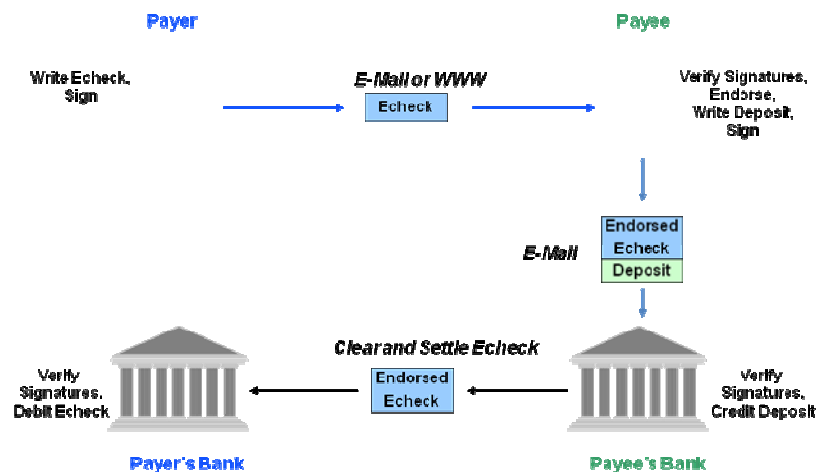 Payer
Payee
Write Echeck,
Sign
E-Mail or WWW
Echeck
Verify Signatures,
Endorse,
Write Deposit,
Sign
E-Mail
Endorsed
Echeck
Deposit
Clear and Settle Echeck
Endorsed
Echeck
Verify
Signatures,
Debit Echeck
Verify
Signatures,
Credit Deposit
Payer's Bank
Payee's Bank